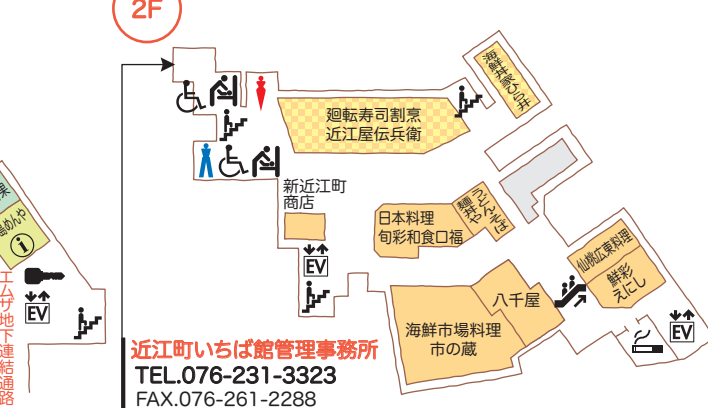 2F
海鮮丼家ひら井
廻転寿司割烹
近江屋伝兵衛
新近江町
商店
日本料理
旬彩和食口福
うどんそば
麺丼や
仙桃広東料理
鮮彩
えにし
八千屋
海鮮市場料理
市の蔵
EV
EV
EV
めんや
エムザ地下連結通路
近江町いちば館管理事務所
TEL.076-231-3323
FAX.076-261-2288